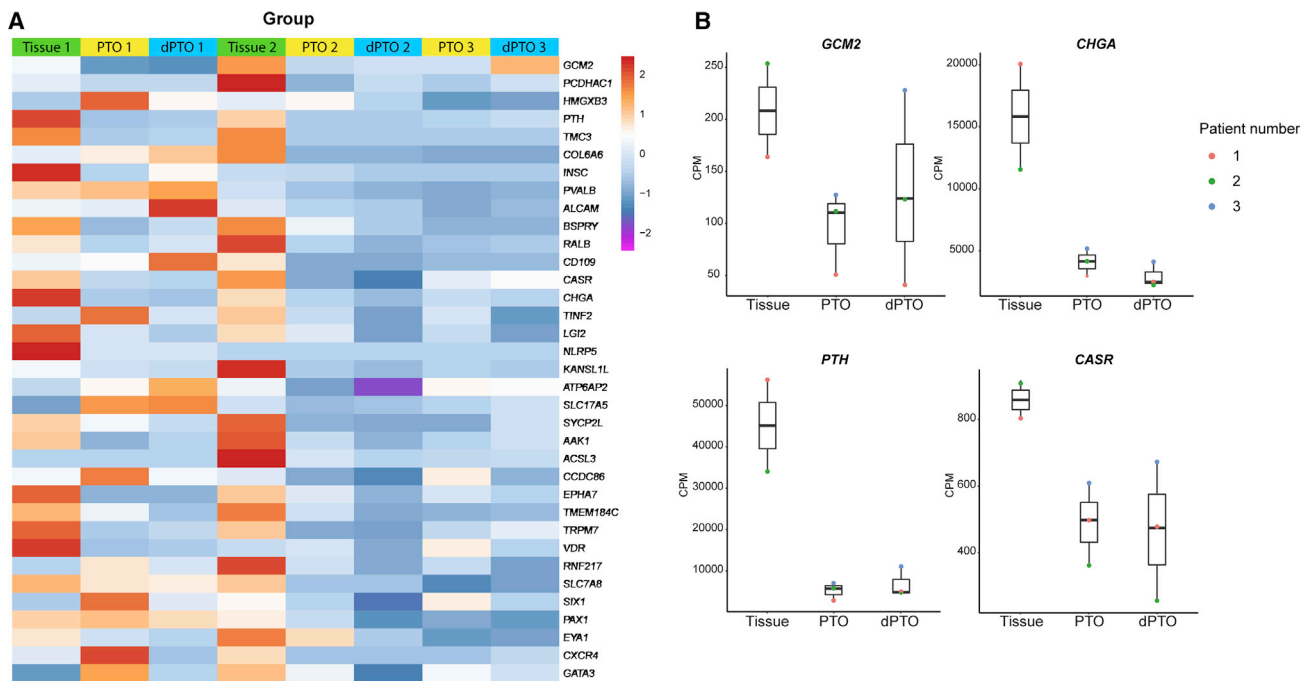 A
Group
Tissue 1 PTO 1 dPTO 1 Tissue 2 PTO 2 dPTO 2 PTO 3 dPTO 3
GCM2
PCDHAC1
HMGXB3
PTH
TMC3
COL6A6
INSC
PVALB
ALCAM
BSPRY
RALB
CD109
CASR
CHGA
TINF2
LGI2
NLRP5
KANSL1L
ATP6AP2
SLC17A5
SYCP2L
AAK1
ACSL3
CCDC86
EPHA7
TMEM184C
TRPM7
VDR
RNF217
SLC7A8
SIX1
PAX1
EYA1
CXCR4
GATA3
2
1
0
−1
−2
B
GCM2
CPM
250
200
150
100
50
Tissue PTO dPTO
CHGA
CPM
20000
15000
10000
5000
Tissue PTO dPTO
Patient number
1
2
3
PTH
CPM
50000
40000
30000
20000
10000
Tissue PTO dPTO
CASR
CPM
800
600
400
Tissue PTO dPTO